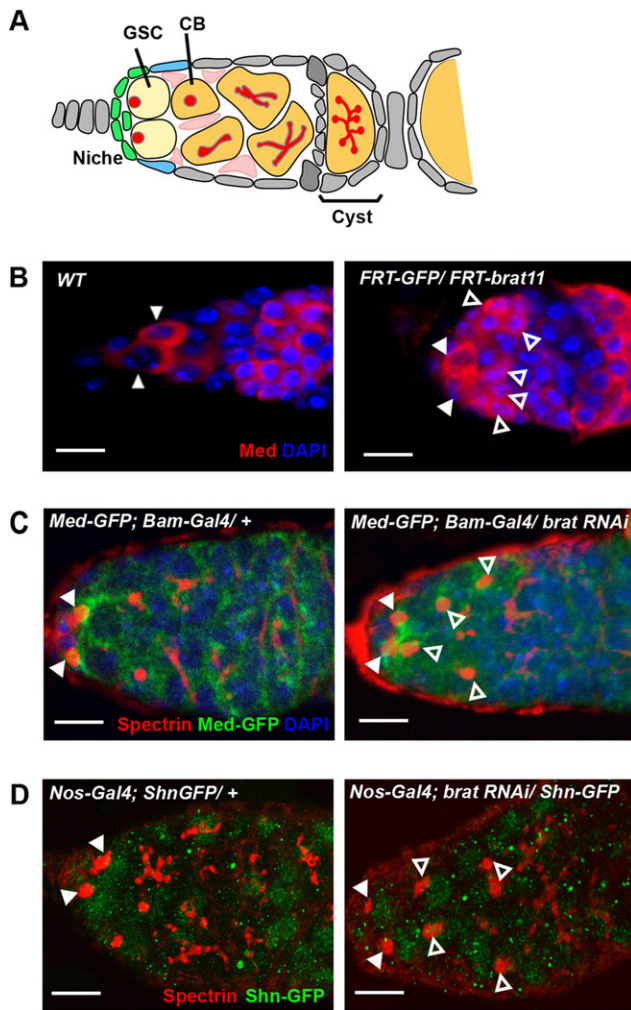 A
GSC
CB
Niche
Cyst
B
WT
Med DAPI
FRT-GFP/ FRT-brat11
C
Med-GFP; Bam-Gal4/ +
Spectrin Med-GFP DAPI
Med-GFP; Bam-Gal4/ brat RNAi
D
Nos-Gal4; ShnGFP/ +
Spectrin Shn-GFP
Nos-Gal4; brat RNAi/ Shn-GFP